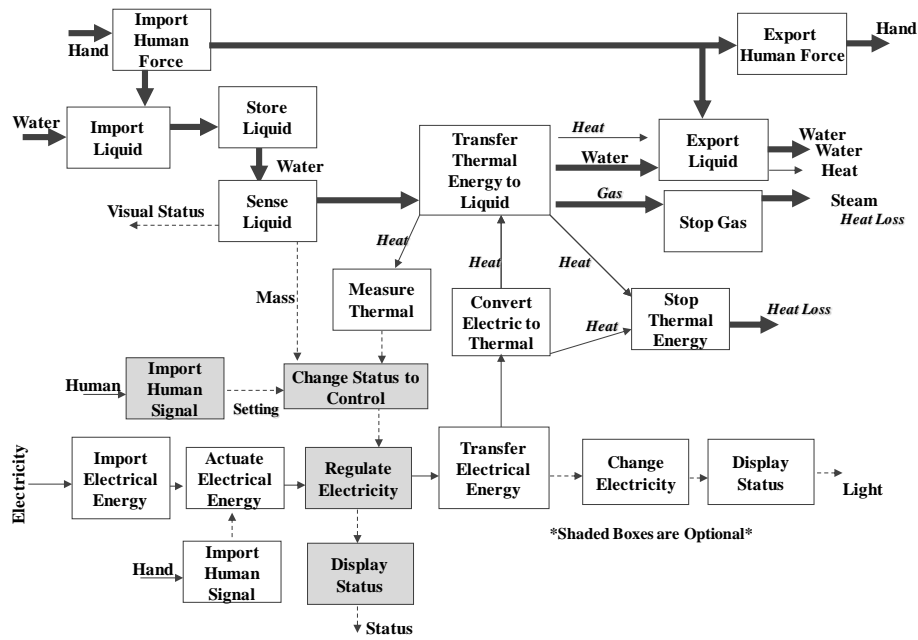 Import
Human
Force
Hand
Export
Human Force
Hand
Water
Import
Liquid
Store
Liquid
Water
Transfer
Thermal
Energy to
Liquid
Heat
Water
Gas
Export
Liquid
Water
Water
Heat
Stop Gas
Steam
Heat Loss
Visual Status
Sense
Liquid
Heat
Heat
Heat
Mass
Measure
Thermal
Convert
Electric to
Thermal
Heat
Stop
Thermal
Energy
Heat Loss
Human
Import
Human
Signal
Setting
Change Status to
Control
Electricity
Import
Electrical
Energy
Actuate
Electrical
Energy
Regulate
Electricity
Transfer
Electrical
Energy
Change
Electricity
Display
Status
Light
*Shaded Boxes are Optional*
Hand
Import
Human
Signal
Display
Status
Status